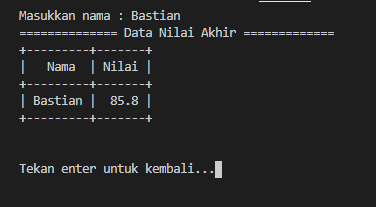 Masukkan nama : Bastian
============== Data Nilai Akhir =============
+---------+-------+
|   Nama  | Nilai |
+---------+-------+
| Bastian |  85.8 |
+---------+-------+
Tekan enter untuk kembali...